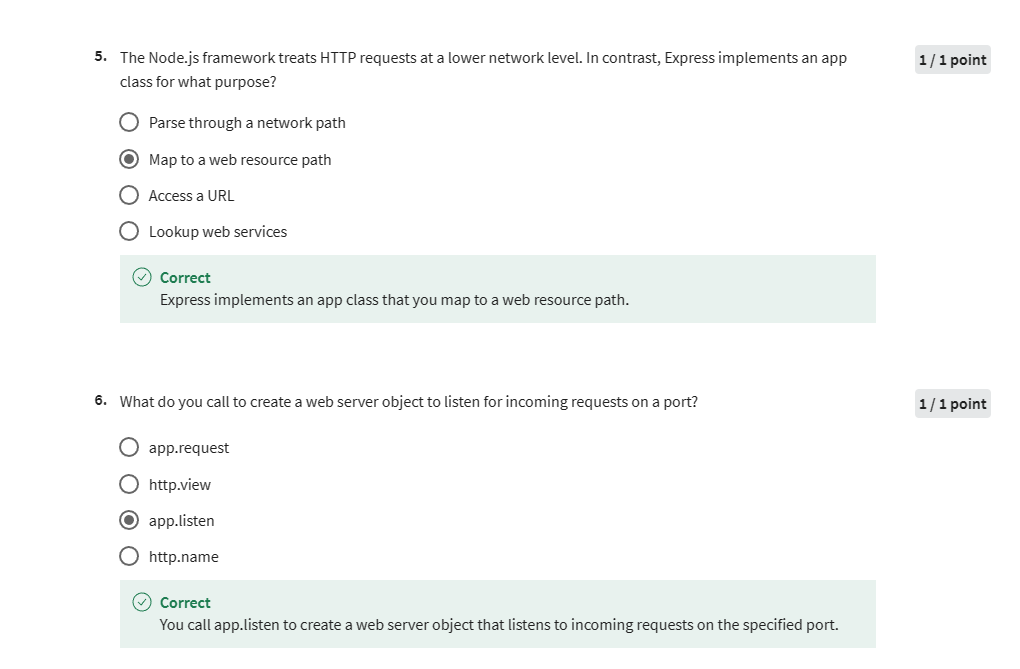 5. The Node.js framework treats HTTP requests at a lower network level. In contrast, Express implements an app 1 / 1 point
class for what purpose?
Parse through a network path
Map to a web resource path
Access a URL
Lookup web services
Correct
Express implements an app class that you map to a web resource path.
6. What do you call to create a web server object to listen for incoming requests on a port? 1 / 1 point
app.request
http.view
app.listen
http.name
Correct
You call app.listen to create a web server object that listens to incoming requests on the specified port.